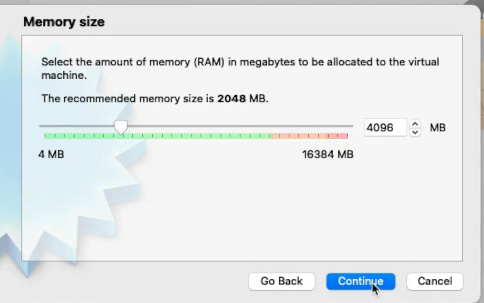 Memory size
Select the amount of memory (RAM) in megabytes to be allocated to the virtual
machine.
The recommended memory size is 2048 MB.
4096 MB
4 MB 16384 MB
Go Back Continue Cancel